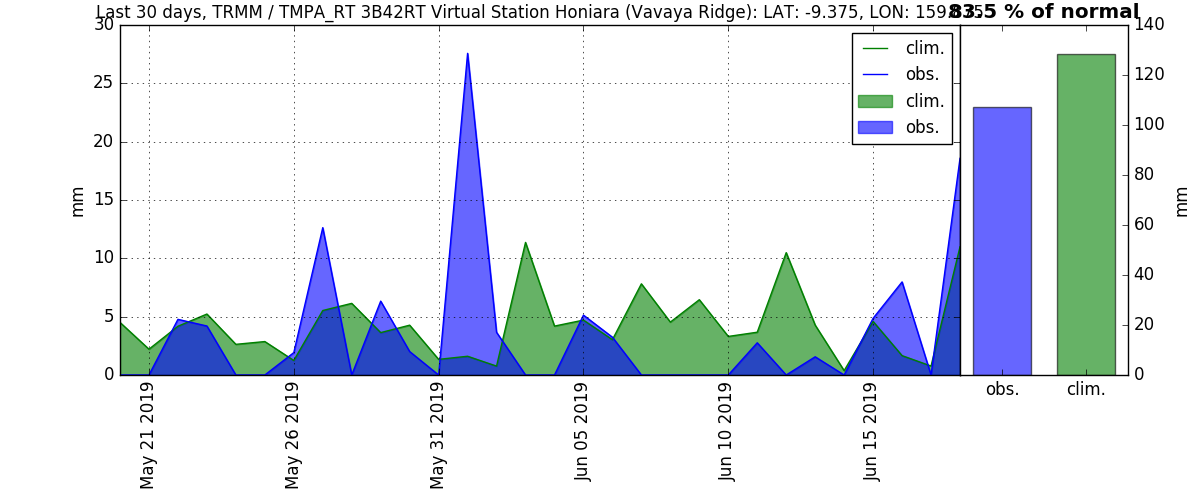 Last 30 days, TRMM / TMPA_RT 3B42RT Virtual Station Honiara (Vavaya Ridge): LAT: -9.375, LON: 159.
83.5 % of normal
30
25
20
15
10
5
0
mm
clim.
obs.
clim.
obs.
May 21 2019
May 26 2019
May 31 2019
Jun 05 2019
Jun 10 2019
Jun 15 2019
140
120
100
80
60
40
20
0
mm
obs.
clim.